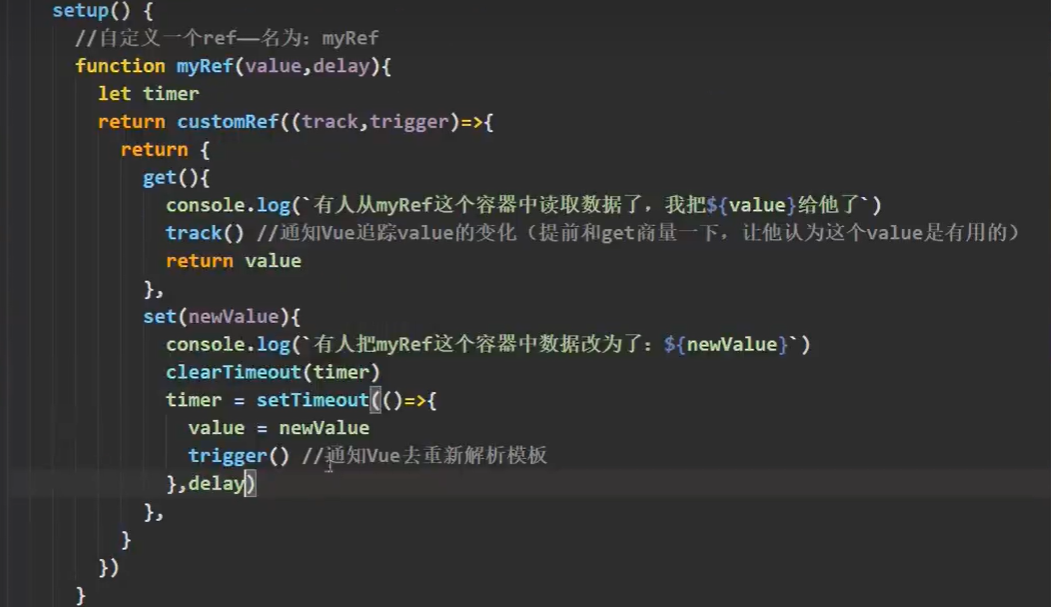 setup() {
//自定义一个ref——名为：myRef
function myRef(value,delay){
let timer
return customRef((track,trigger)=>{
return {
get(){
console.log(`有人从myRef这个容器中读取数据了，我把${value}给他了`)
track() //通知Vue追踪value的变化（提前和get商量一下，让他认为这个value是有用的）
return value
},
set(newValue){
console.log(`有人把myRef这个容器中数据改为了：${newValue}`)
clearTimeout(timer)
timer = setTimeout(()=>{
value = newValue
trigger() //通知Vue去重新解析模板
},delay)
},
}
})
}